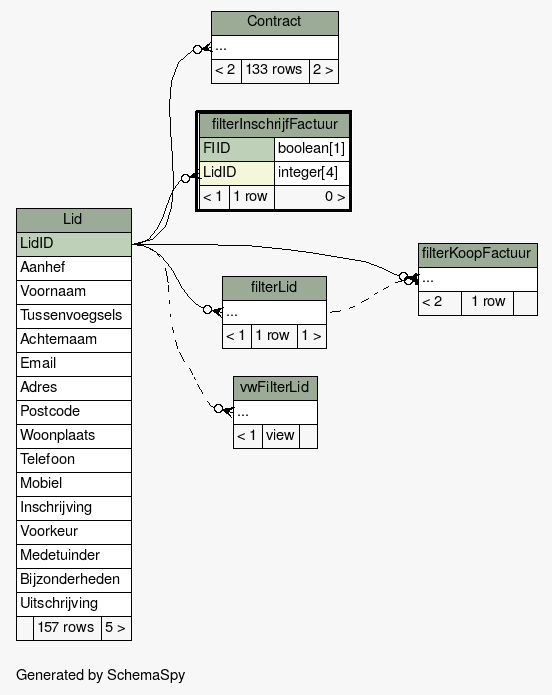 Contract
...
< 2 133 rows 2 >
filterInschrijfFactuur
FIID boolean[1]
LidID integer[4]
< 1 1 row 0 >
Lid
LidID
Aanhef
Voornaam
Tussenvoegsels
Achternaam
Email
Adres
Postcode
Woonplaats
Telefoon
Mobiel
Inschrijving
Voorkeur
Medetuinder
Bijzonderheden
Uitschrijving
157 rows 5 >
filterKoopFactuur
...
< 2 1 row
filterLid
...
< 1 1 row 1 >
vwFilterLid
...
< 1 view
Generated by SchemaSpy